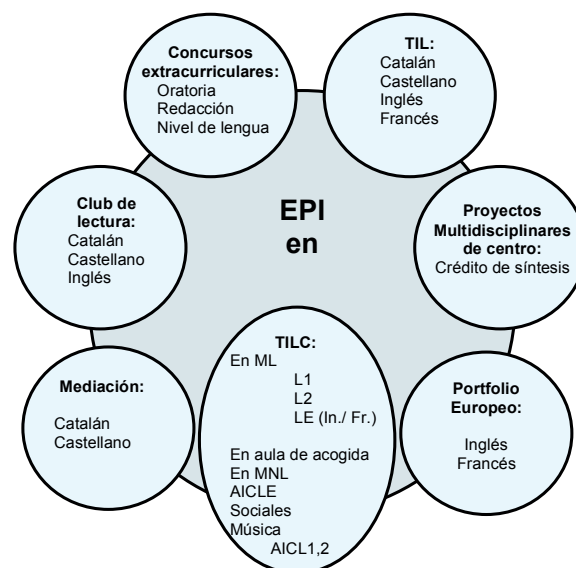 Concursos
extracurriculares:
Oratoria
Redacción
Nivel de lengua
TIL:
Catalán
Castellano
Inglés
Francés
Club de
lectura:
Catalán
Castellano
Inglés
EPI
en
Proyectos
Multidisciplinares
de centro:
Crédito de síntesis
Mediación:
Catalán
Castellano
TILC:
En ML
L1
L2
LE (In./ Fr.)
En aula de acogida
En MNL
AICLE
Sociales
Música
AICL1,2
Portfolio
Europeo:
Inglés
Francés